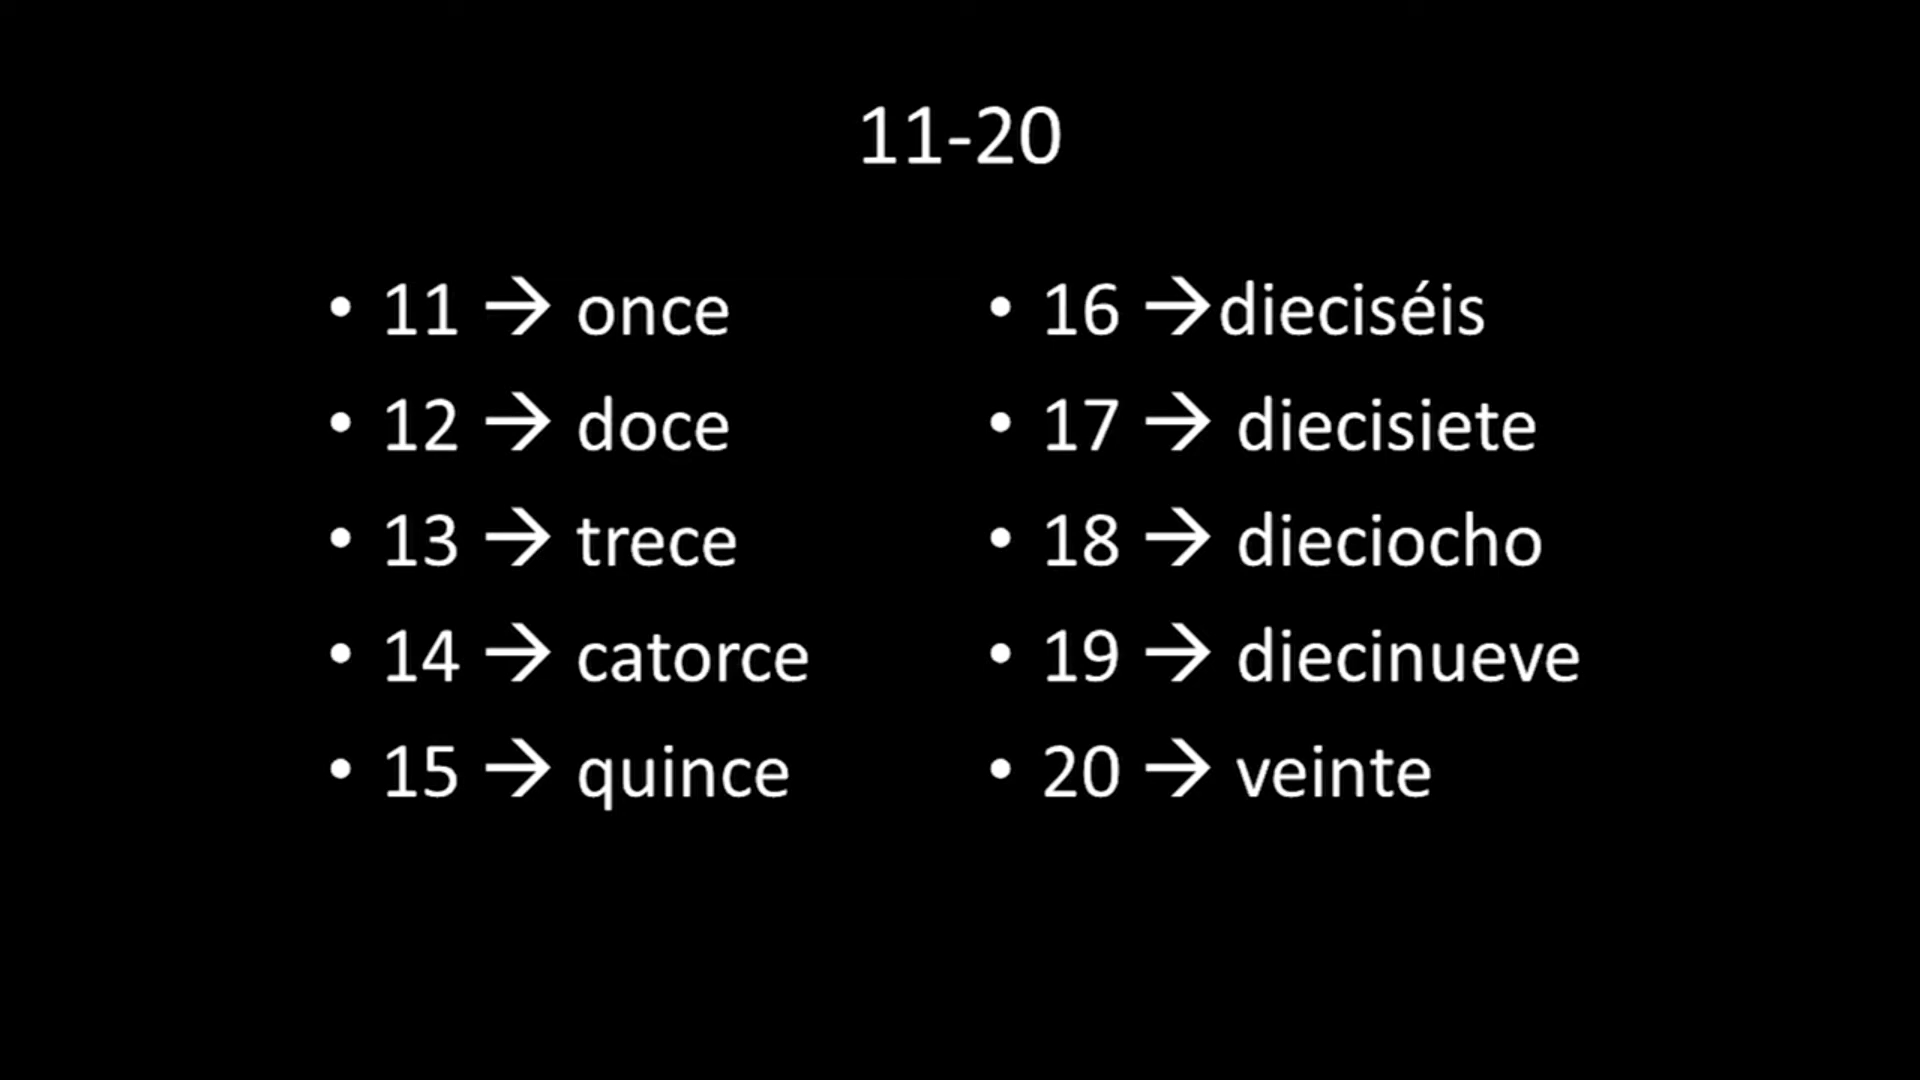 11-20
• 11 → once
• 12 → doce
• 13 → trece
• 14 → catorce
• 15 → quince
• 16 →dieciséis
• 17 → diecisiete
• 18 → dieciocho
• 19 → diecinueve
• 20 → veinte